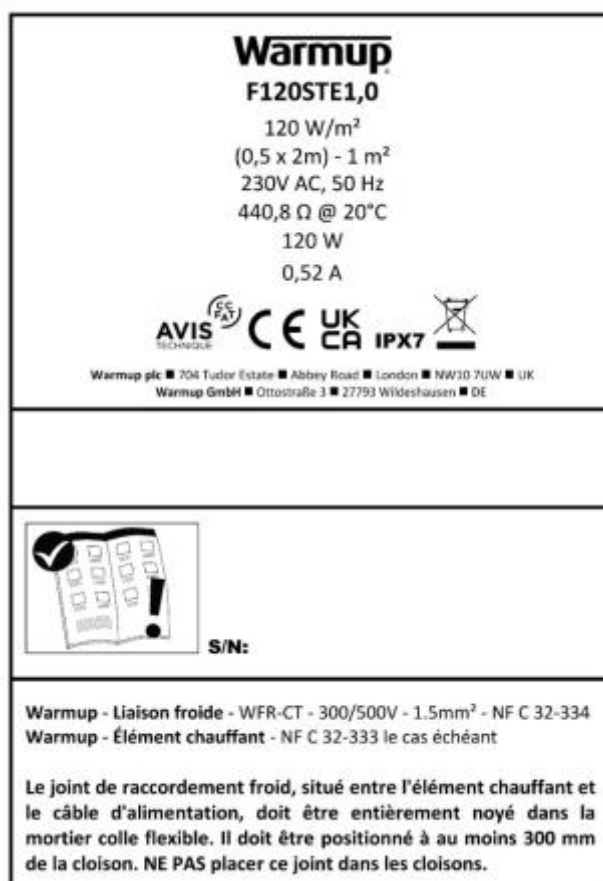 Warmup
F120STE1,0
120 W/m²
(0,5 x 2m) - 1 m²
230V AC, 50 Hz
440,8 Ω @ 20°C
120 W
0,52 A
AVIS TECHNIQUE CCFAT CE UK CA IPX7
Warmup plc ■ 704 Tudor Estate ■ Abbey Road ■ London ■ NW10 7UW ■ UK
Warmup GmbH ■ Ottostraße 3 ■ 27793 Wildeshausen ■ DE
S/N:
Warmup - Liaison froide - WFR-CT - 300/500V - 1.5mm² - NF C 32-334
Warmup - Élément chauffant - NF C 32-333 le cas échéant
Le joint de raccordement froid, situé entre l'élément chauffant et
le câble d'alimentation, doit être entièrement noyé dans la
mortier colle flexible. Il doit être positionné à au moins 300 mm
de la cloison. NE PAS placer ce joint dans les cloisons.